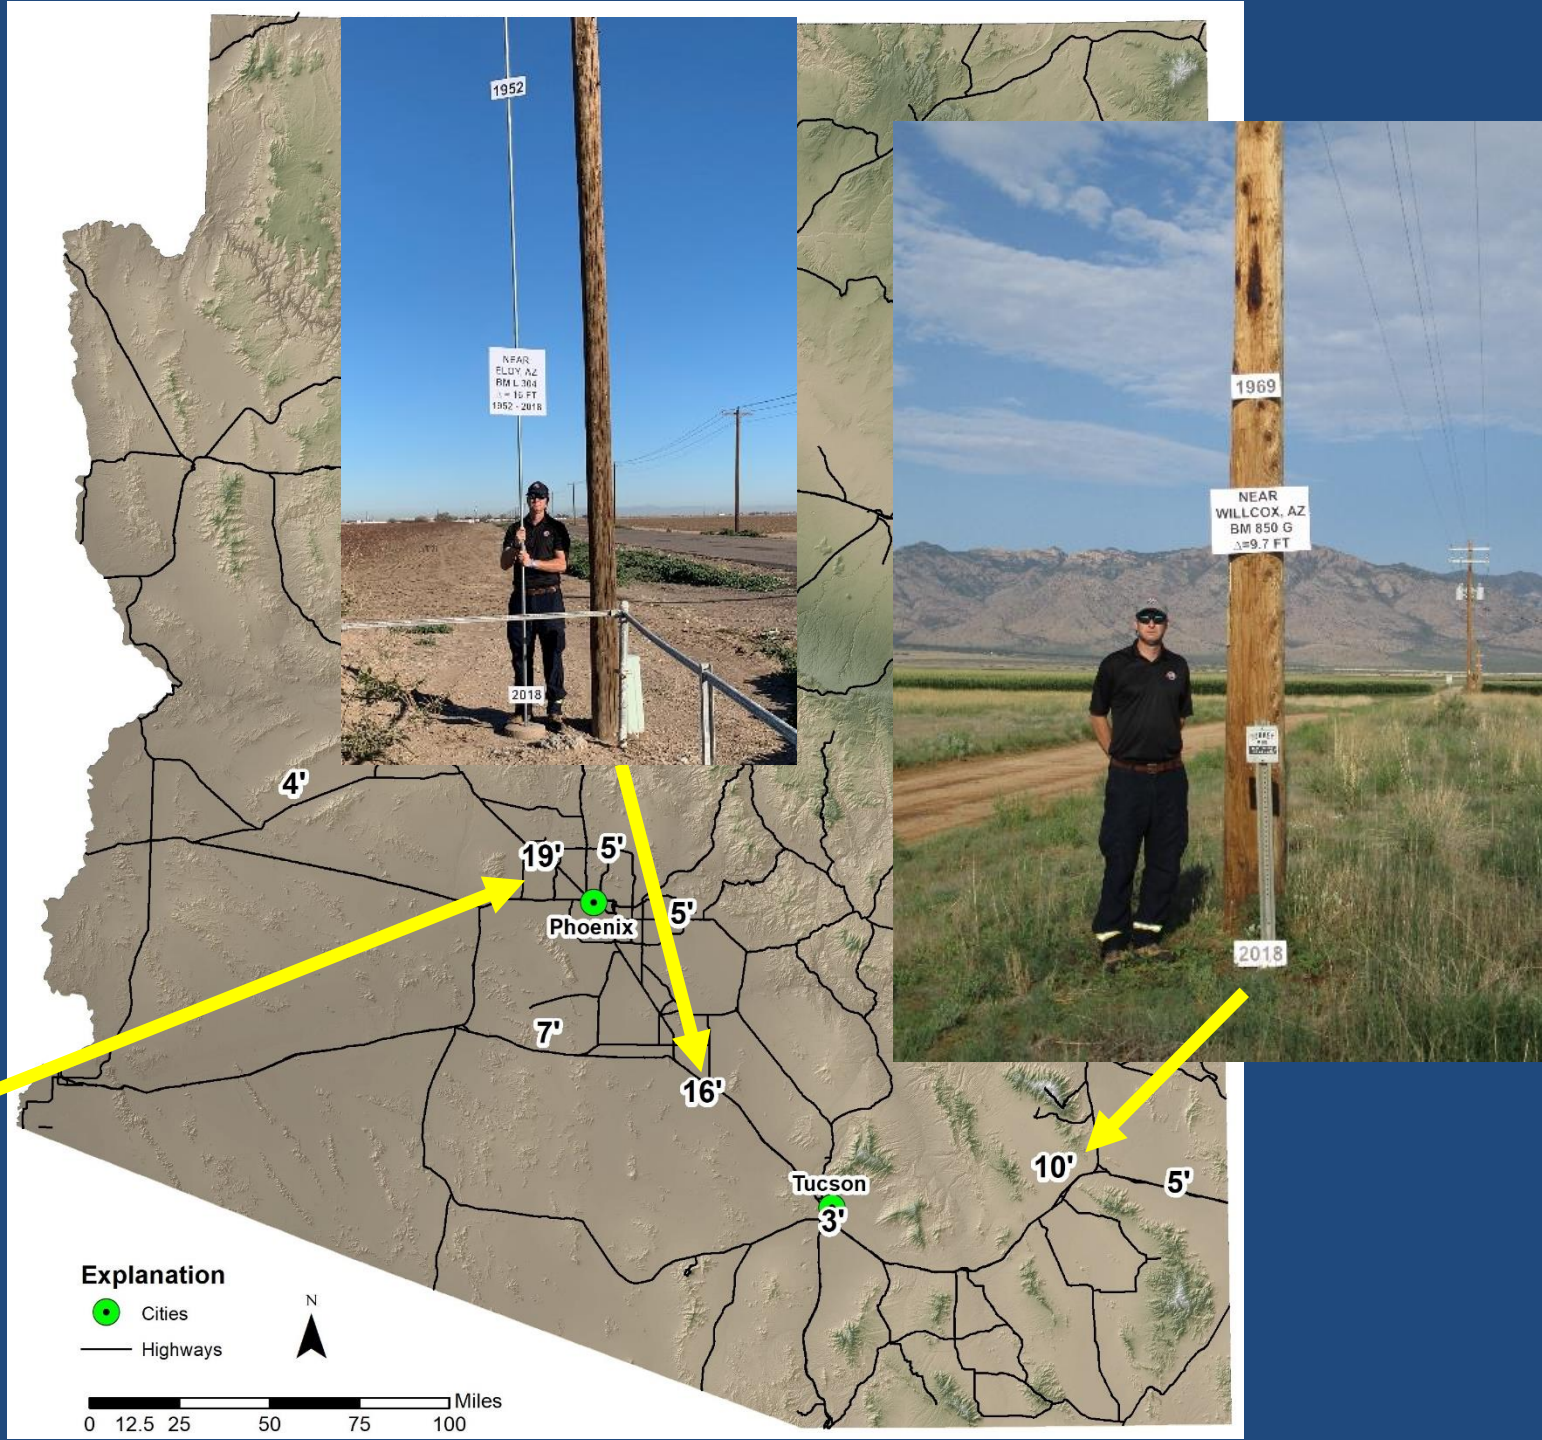 1952
NEAR
ELOY, AZ
BM L 304
Δ = 16 FT
1952 - 2018
2018
1969
NEAR
WILLCOX, AZ
BM 850 G
Δ=9.7 FT
2018
4'
19'
5'
Phoenix
5'
7'
16'
10'
5'
Tucson
3'
Explanation
Cities
Highways
N
Miles
0 12.5 25 50 75 100